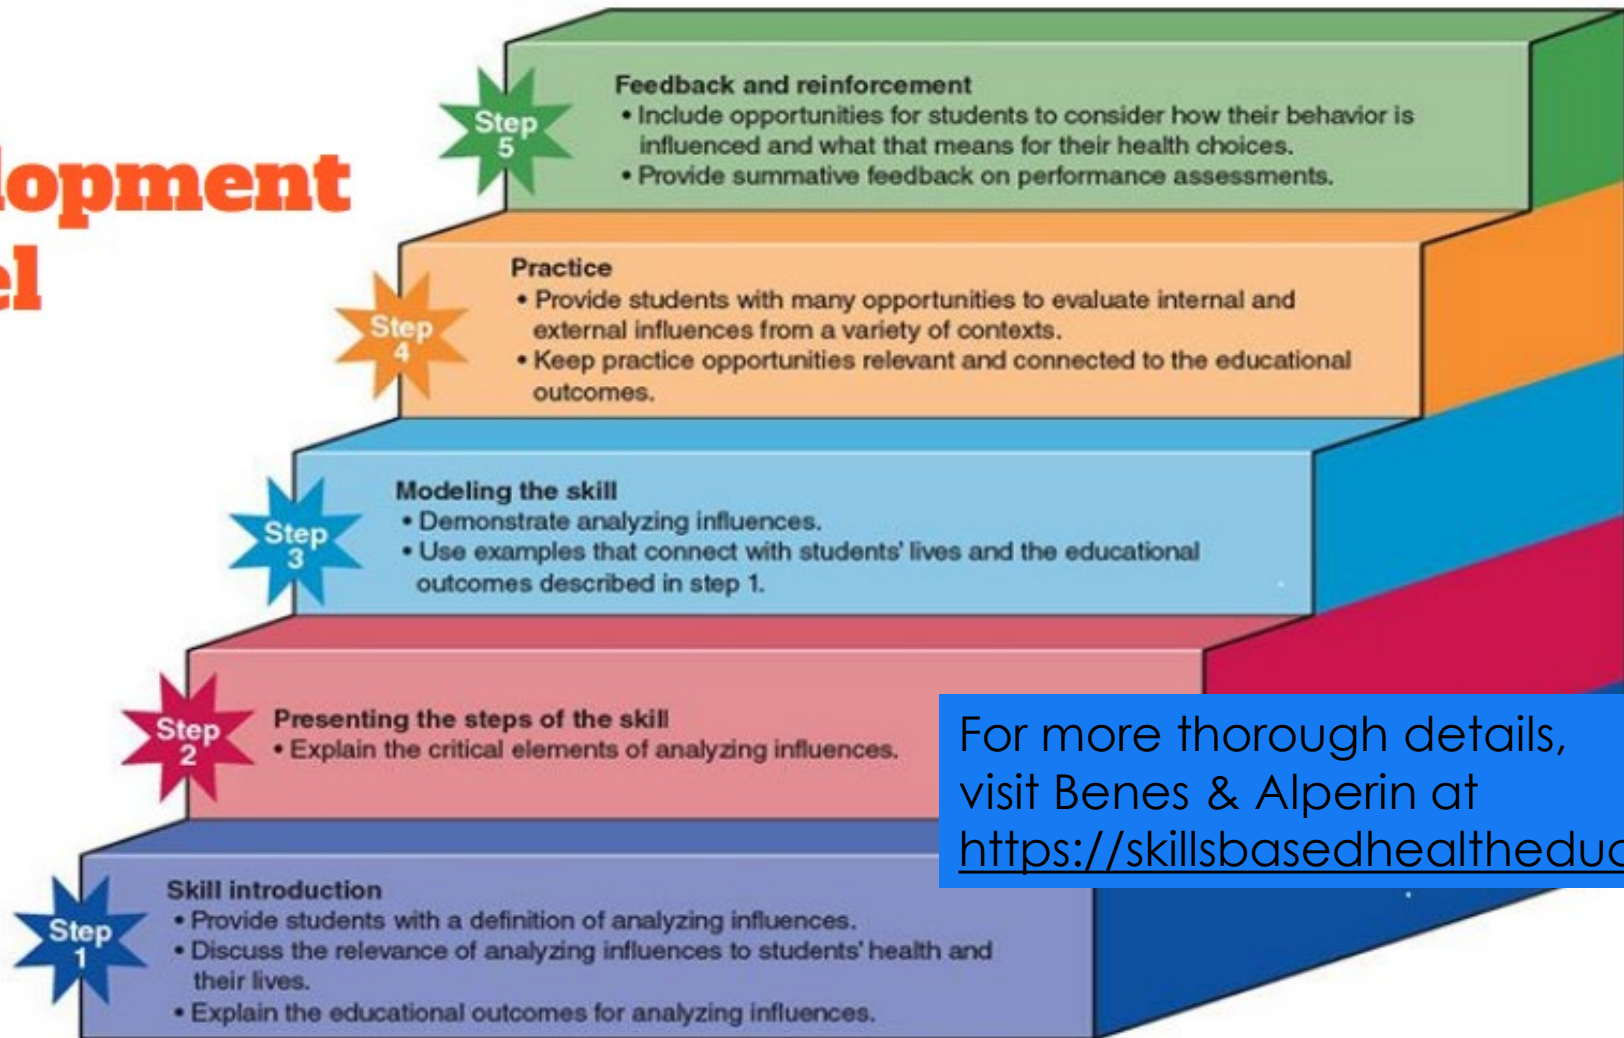 lopment
el
Step
5
Feedback and reinforcement
• Include opportunities for students to consider how their behavior is
influenced and what that means for their health choices.
• Provide summative feedback on performance assessments.
Step
4
Practice
• Provide students with many opportunities to evaluate internal and
external influences from a variety of contexts.
• Keep practice opportunities relevant and connected to the educational
outcomes.
Step
3
Modeling the skill
• Demonstrate analyzing influences.
• Use examples that connect with students' lives and the educational
outcomes described in step 1.
Step
2
Presenting the steps of the skill
• Explain the critical elements of analyzing influences.
For more thorough details,
visit Benes & Alperin at
https://skillsbasedhealtheduc
Step
1
Skill introduction
• Provide students with a definition of analyzing influences.
• Discuss the relevance of analyzing influences to students' health and
their lives.
• Explain the educational outcomes for analyzing influences.